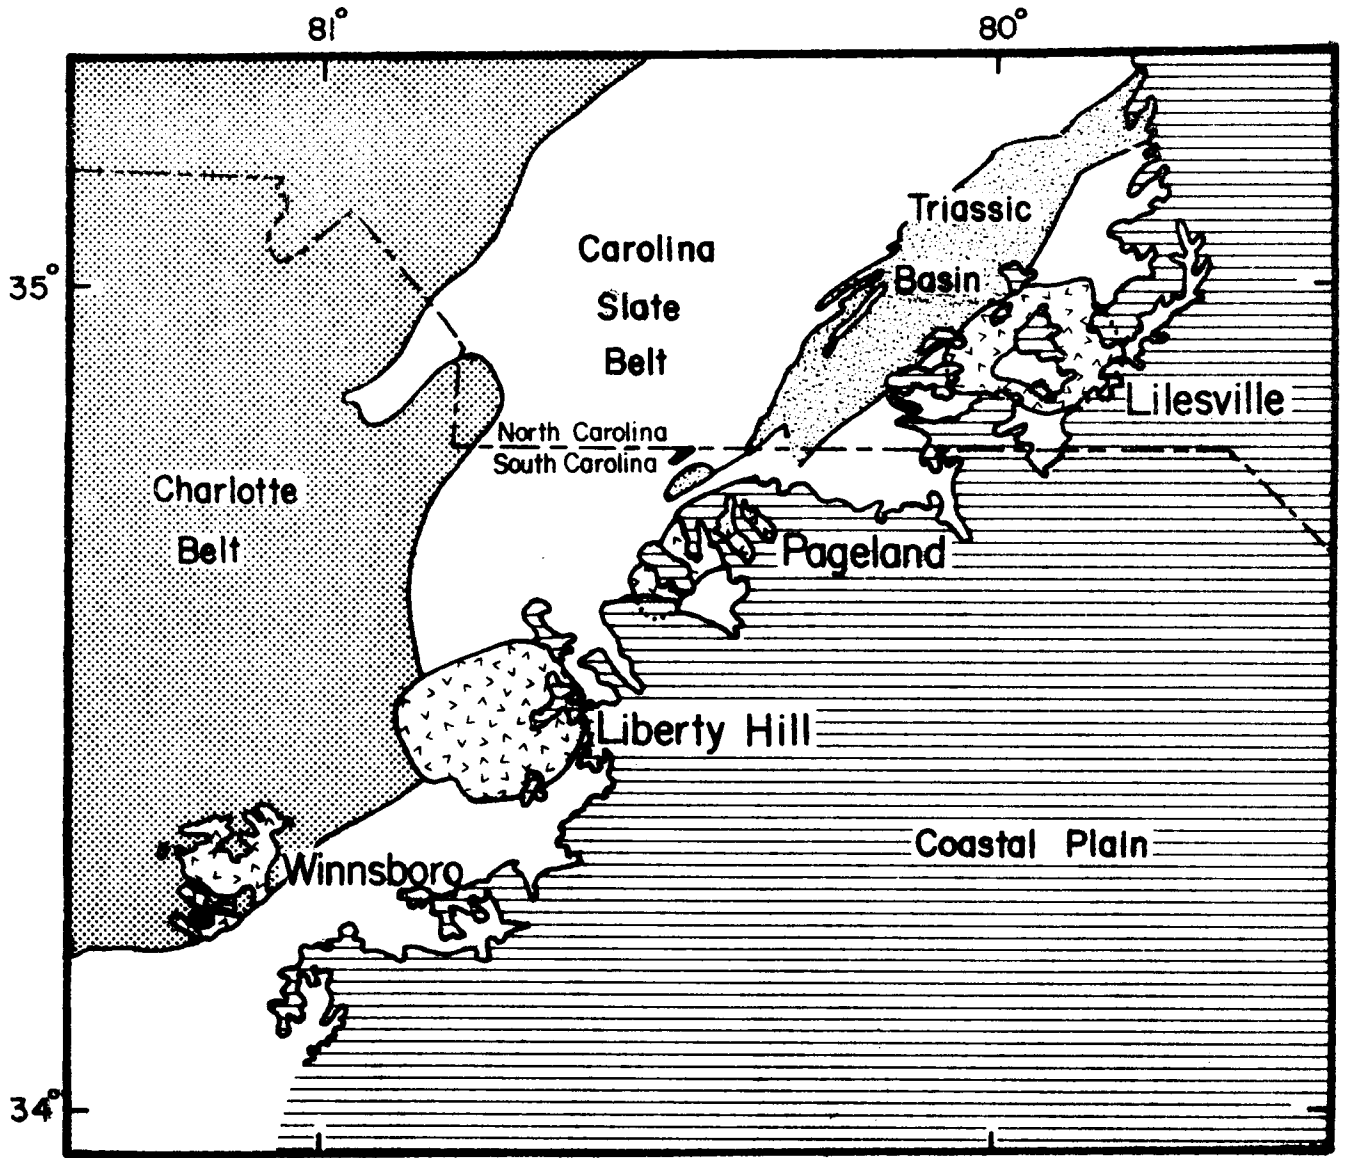 81°
80°
Triassic
Carolina
Slate
Belt
Basin
35°
Lilesville
North Carolina
South Carolina
Charlotte
Belt
Pageland
Liberty Hill
Coastal Plain
Winnsboro
34°